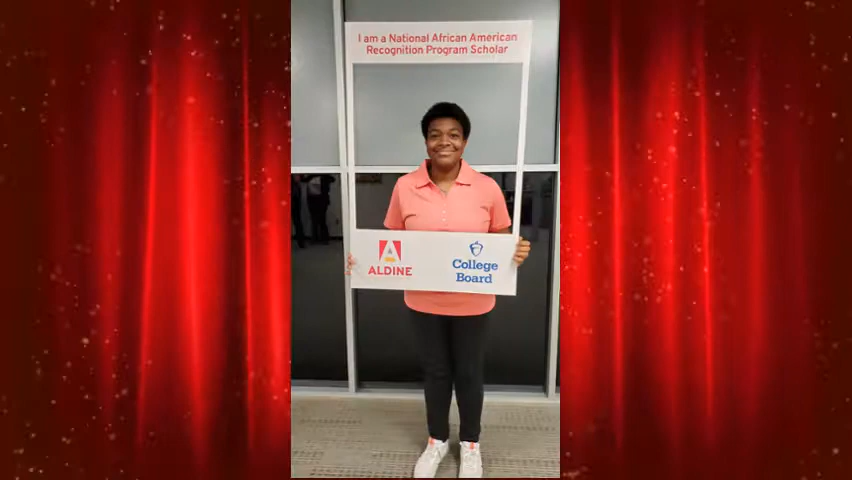 I am a National African American
Recognition Program Scholar
ALDINE
College
Board